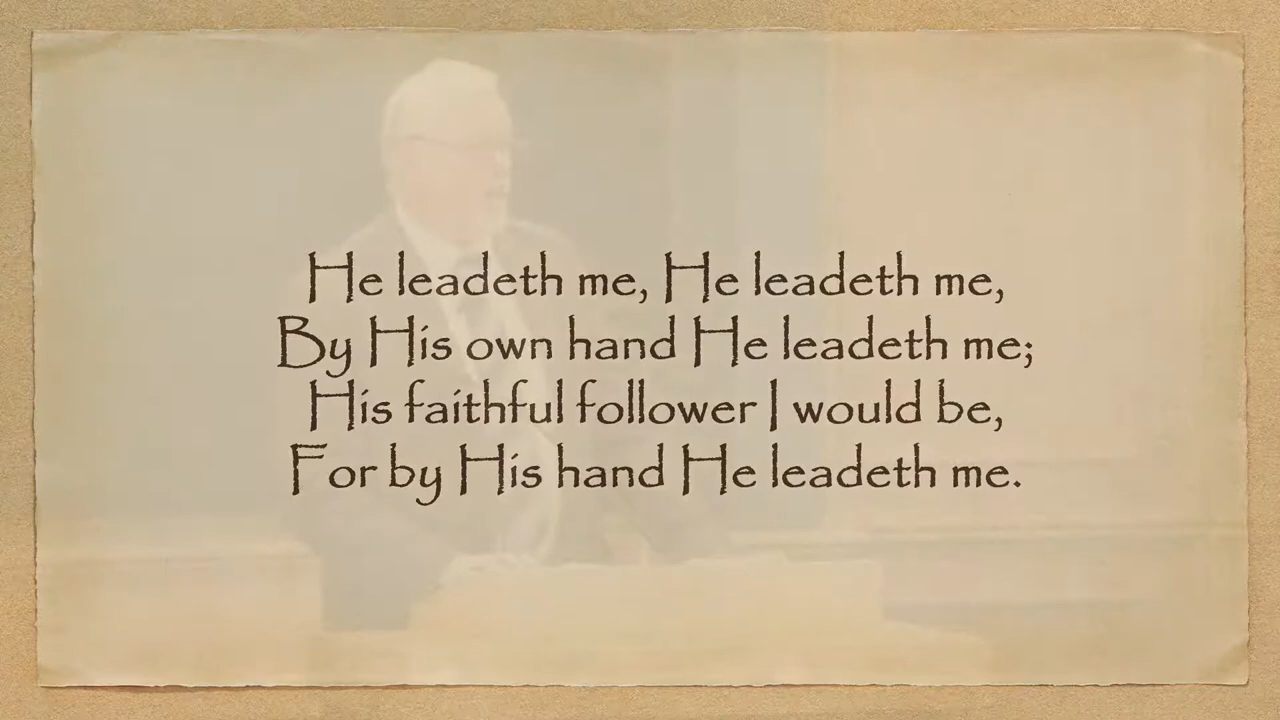 He leadeth me, He leadeth me,
By His own hand He leadeth me;
His faithful follower I would be,
For by His hand He leadeth me.